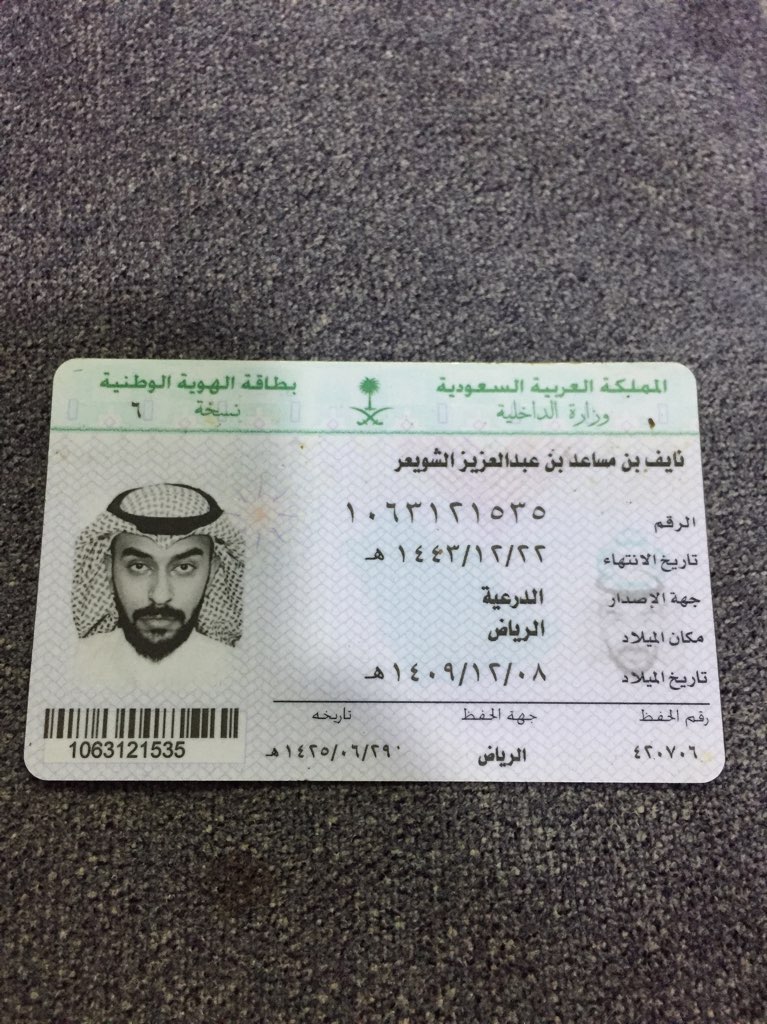 المملكة العربية السعودية
وزارة الداخلية
بطاقة الهوية الوطنية
نسخة ٦
نايف بن مساعد بن عبدالعزيز الشويعر
الرقم ١٠٦٣١٢١٥٣٥
تاريخ الانتهاء ١٤٤٣/١٢/٢٢ هـ
جهة الإصدار الدرعية
مكان الميلاد الرياض
تاريخ الميلاد ١٤٠٩/١٢/٠٨ هـ
رقم الحفظ جهة الحفظ تاريخه
٤٢٠٧٠٦ الرياض ١٤٢٥/٠٦/٢٩ هـ
1063121535